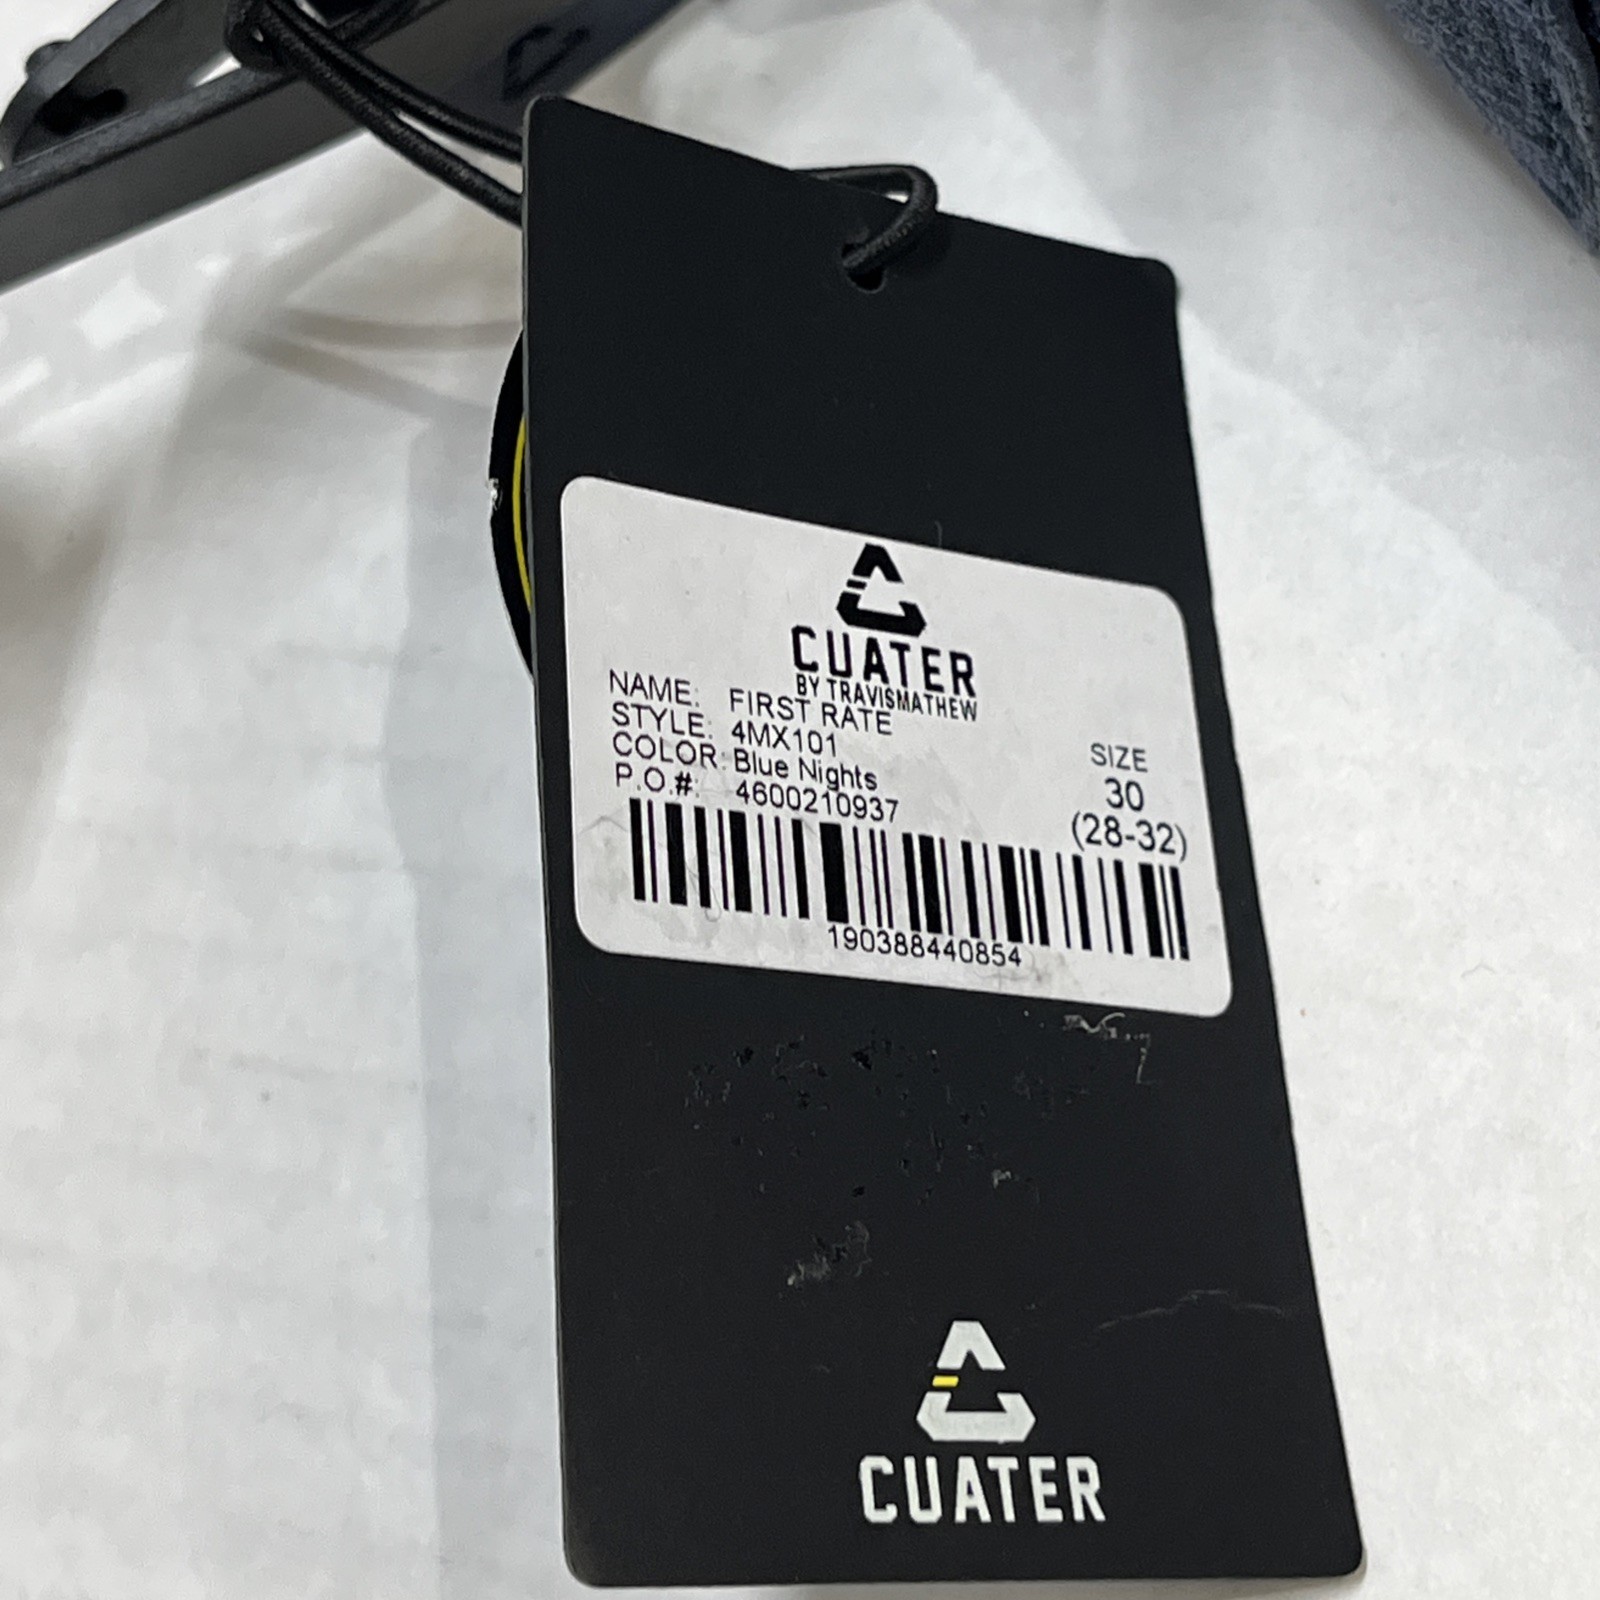 CUATER
BY TRAVISMATHEW
NAME: FIRST RATE
STYLE: 4MX101
COLOR: Blue Nights
P.O.#: 4600210937
SIZE
30
(28-32)
190388440854
CUATER